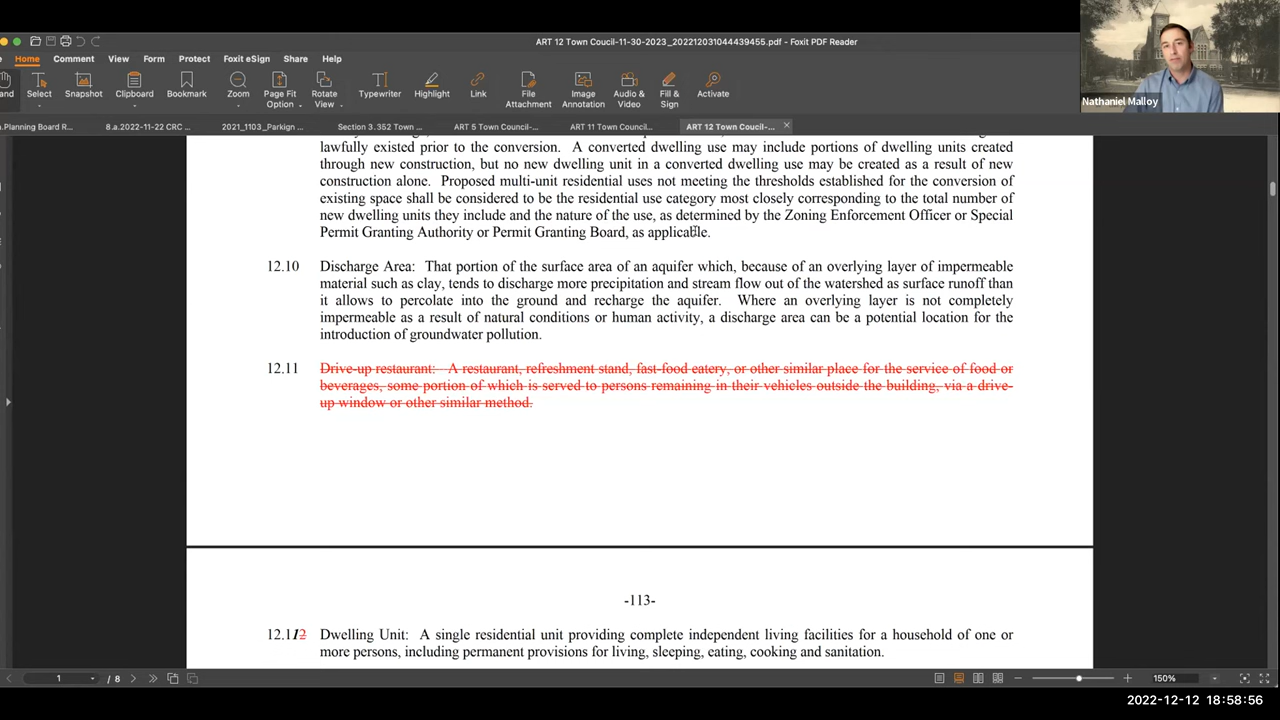 ART 12 Town Coucil-11-30-2023_202212031044439455.pdf - Foxit PDF Reader
Home Comment View Form Protect Foxit eSign Share Help
and Select Snapshot Clipboard Bookmark Zoom Page Fit Option Rotate View Typewriter Highlight Link File Attachment Image Annotation Audio & Video Fill & Sign Activate
Nathaniel Malloy
.Planning Board R... 8.a.2022-11-22 CRC ... 2021_1103_Parkign ... Section 3.352 Town ... ART 5 Town Council-... ART 11 Town Council... ART 12 Town Coucil-...
lawfully existed prior to the conversion. A converted dwelling use may include portions of dwelling units created
through new construction, but no new dwelling unit in a converted dwelling use may be created as a result of new
construction alone. Proposed multi-unit residential uses not meeting the thresholds established for the conversion of
existing space shall be considered to be the residential use category most closely corresponding to the total number of
new dwelling units they include and the nature of the use, as determined by the Zoning Enforcement Officer or Special
Permit Granting Authority or Permit Granting Board, as applicable.
12.10 Discharge Area: That portion of the surface area of an aquifer which, because of an overlying layer of impermeable
material such as clay, tends to discharge more precipitation and stream flow out of the watershed as surface runoff than
it allows to percolate into the ground and recharge the aquifer. Where an overlying layer is not completely
impermeable as a result of natural conditions or human activity, a discharge area can be a potential location for the
introduction of groundwater pollution.
12.11 Drive-up restaurant: A restaurant, refreshment stand, fast-food eatery, or other similar place for the service of food or
beverages, some portion of which is served to persons remaining in their vehicles outside the building, via a drive-
up window or other similar method.
-113-
12.112 Dwelling Unit: A single residential unit providing complete independent living facilities for a household of one or
more persons, including permanent provisions for living, sleeping, eating, cooking and sanitation.
1 / 8 150%
2022-12-12 18:58:56